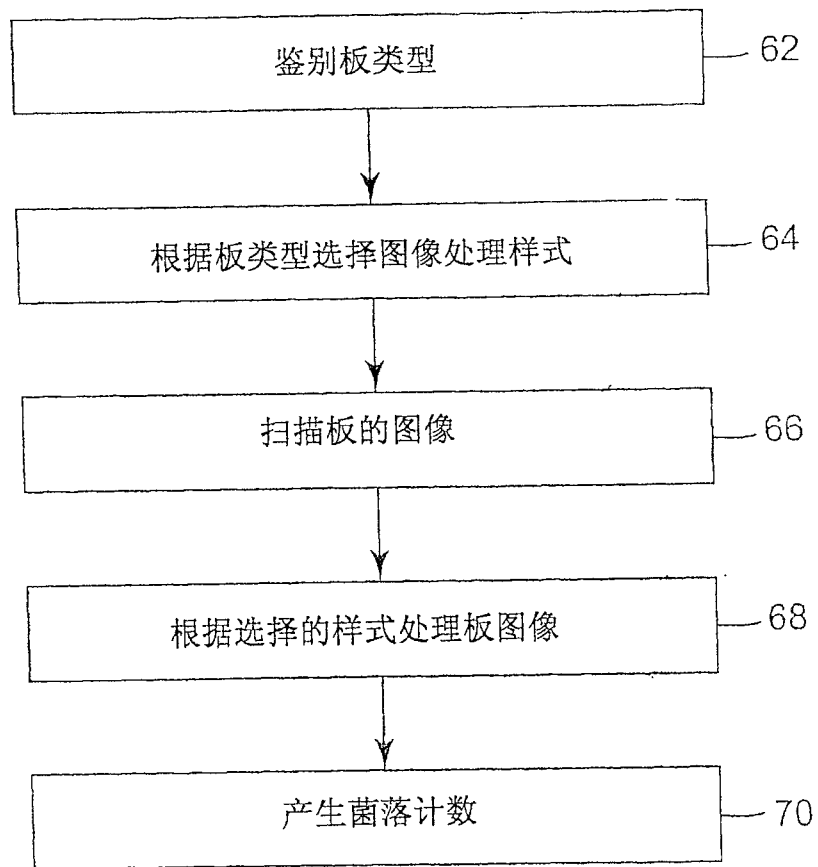 鉴别板类型
62
根据板类型选择图像处理样式
64
扫描板的图像
66
根据选择的样式处理板图像
68
产生菌落计数
70